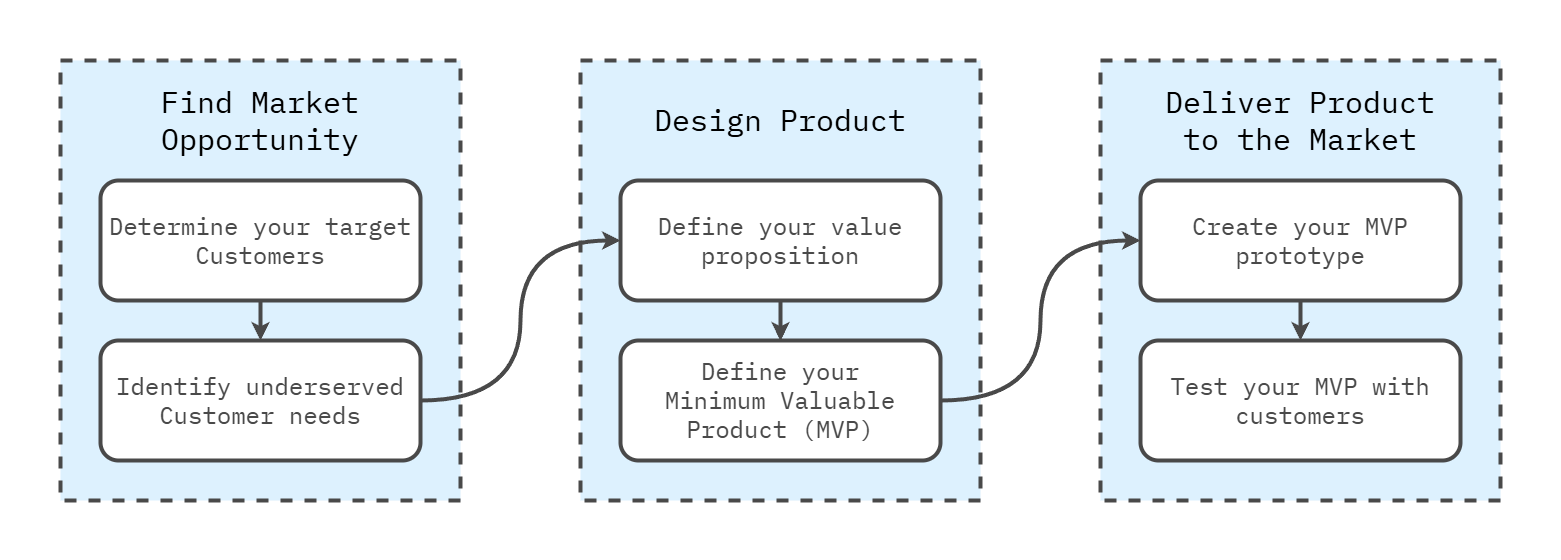 Find Market
Opportunity
Determine your target
Customers
Identify underserved
Customer needs
Design Product
Define your value
proposition
Define your
Minimum Valuable
Product (MVP)
Deliver Product
to the Market
Create your MVP
prototype
Test your MVP with
customers